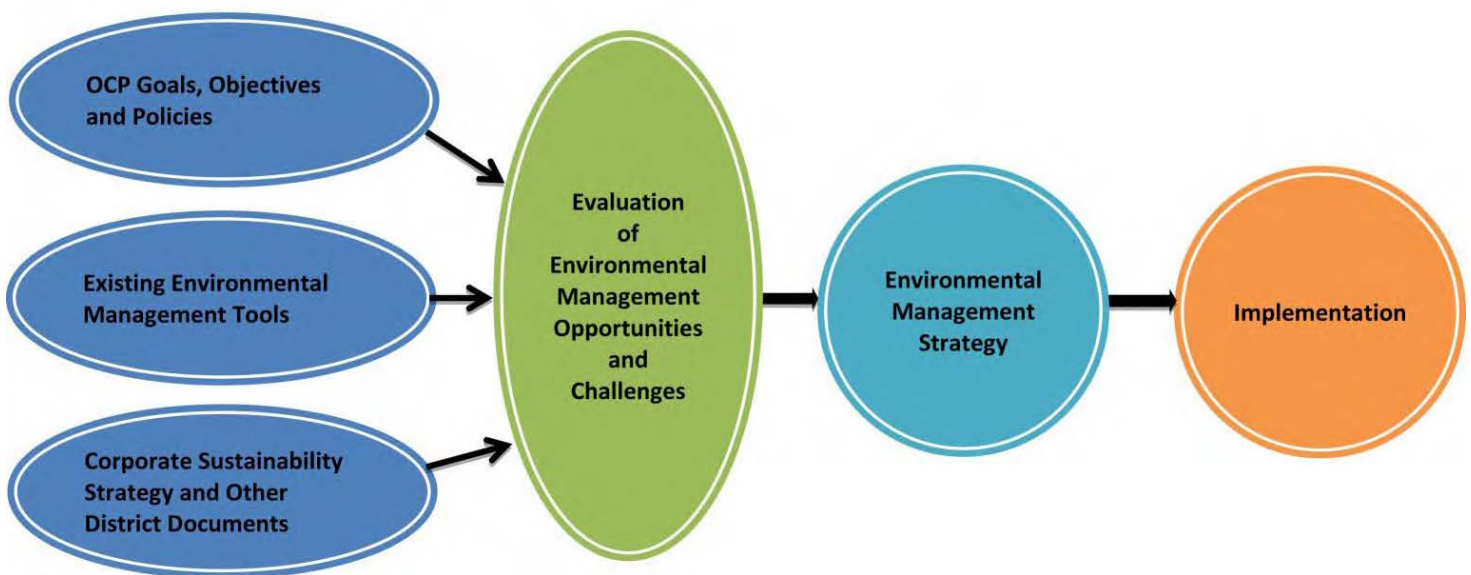 OCP Goals, Objectives
and Policies
Existing Environmental
Management Tools
Corporate Sustainability
Strategy and Other
District Documents
Evaluation
of
Environmental
Management
Opportunities
and
Challenges
Environmental
Management
Strategy
Implementation